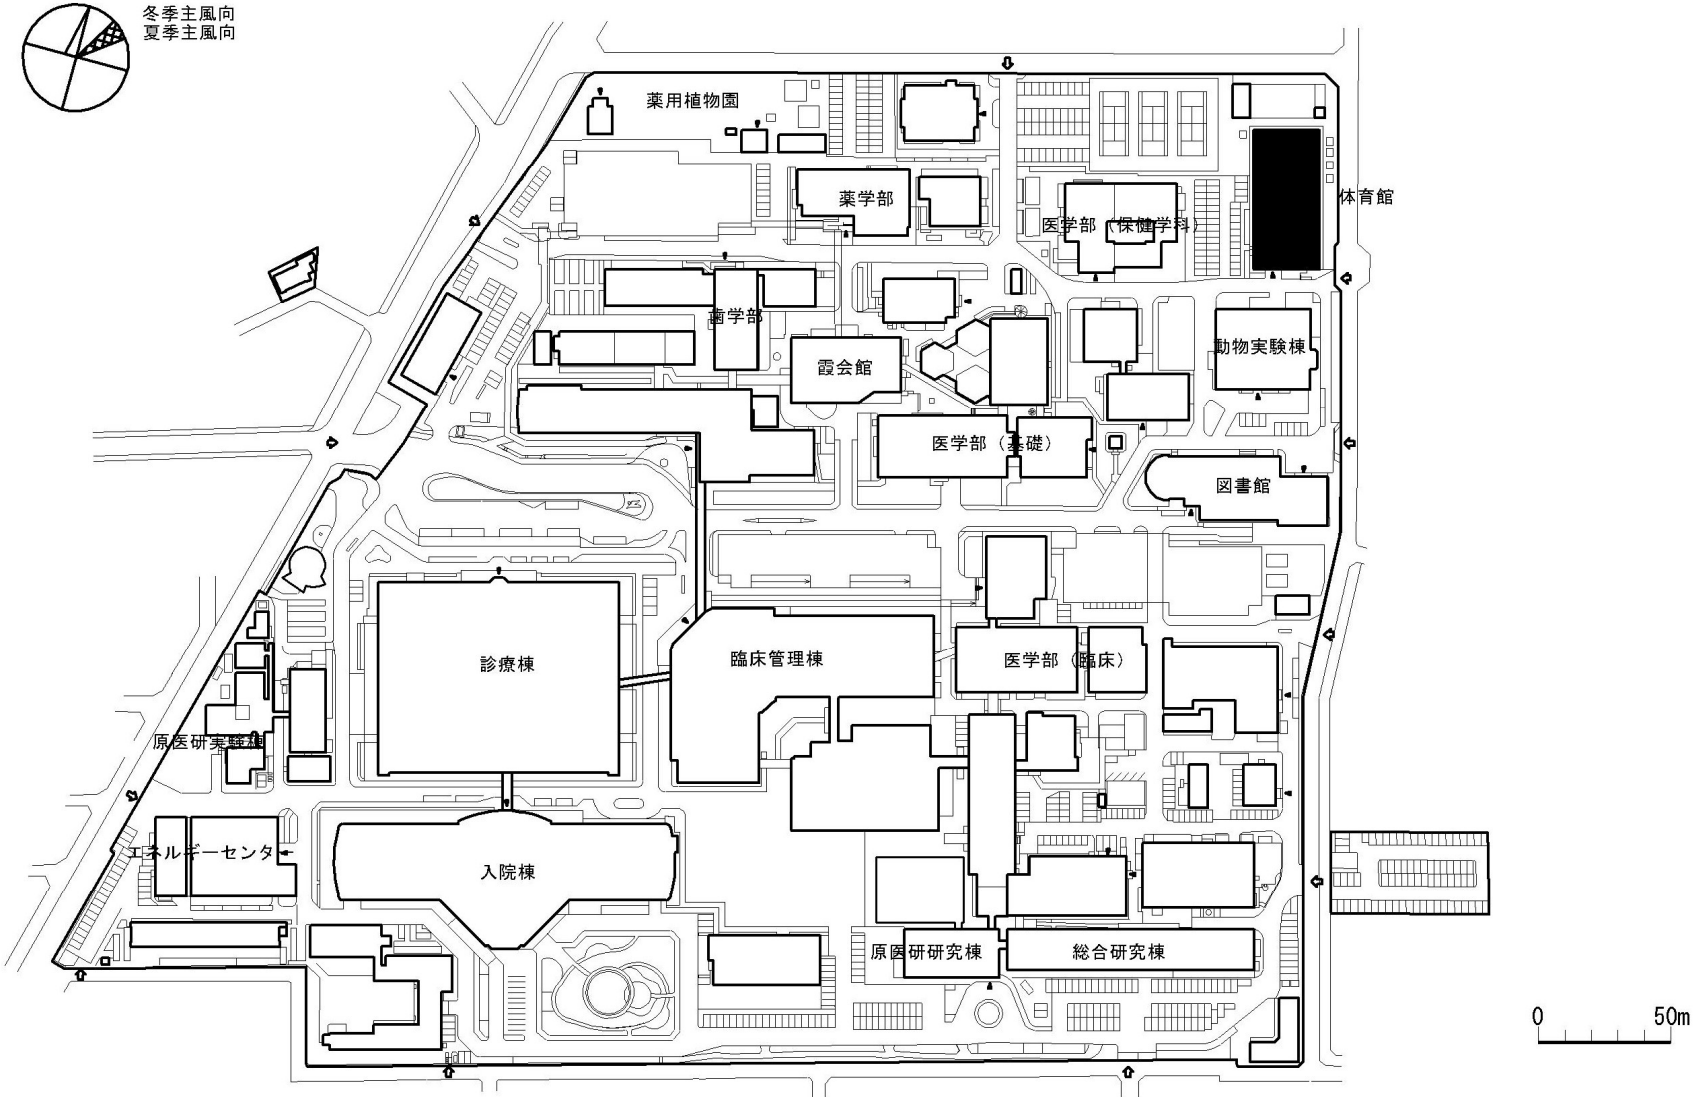 冬季主風向
夏季主風向
薬用植物園
薬学部
体育館
医学部（保健学科）
歯学部
動物実験棟
霞会館
医学部（基礎）
図書館
診療棟
臨床管理棟
医学部（臨床）
原医研実験棟
エネルギーセンター
入院棟
原医研研究棟
総合研究棟
0 50m